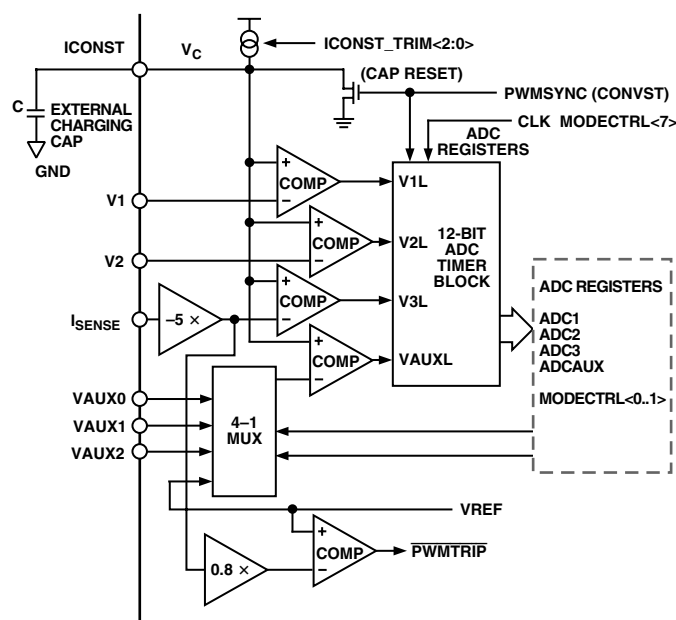 ICONST
VC
ICONST_TRIM<2:0>
(CAP RESET)
PWMSYNC (CONVST)
C
EXTERNAL
CHARGING
CAP
GND
CLK MODECTRL<7>
ADC
REGISTERS
V1
+
COMP
–
V1L
V2
+
COMP
–
V2L
12-BIT
ADC
TIMER
BLOCK
ISENSE
–5 ×
+
COMP
–
V3L
+
COMP
–
VAUXL
ADC REGISTERS
ADC1
ADC2
ADC3
ADCAUX
MODECTRL<0..1>
VAUX0
VAUX1
VAUX2
4–1
MUX
VREF
0.8 ×
+
COMP
–
PWMTRIP